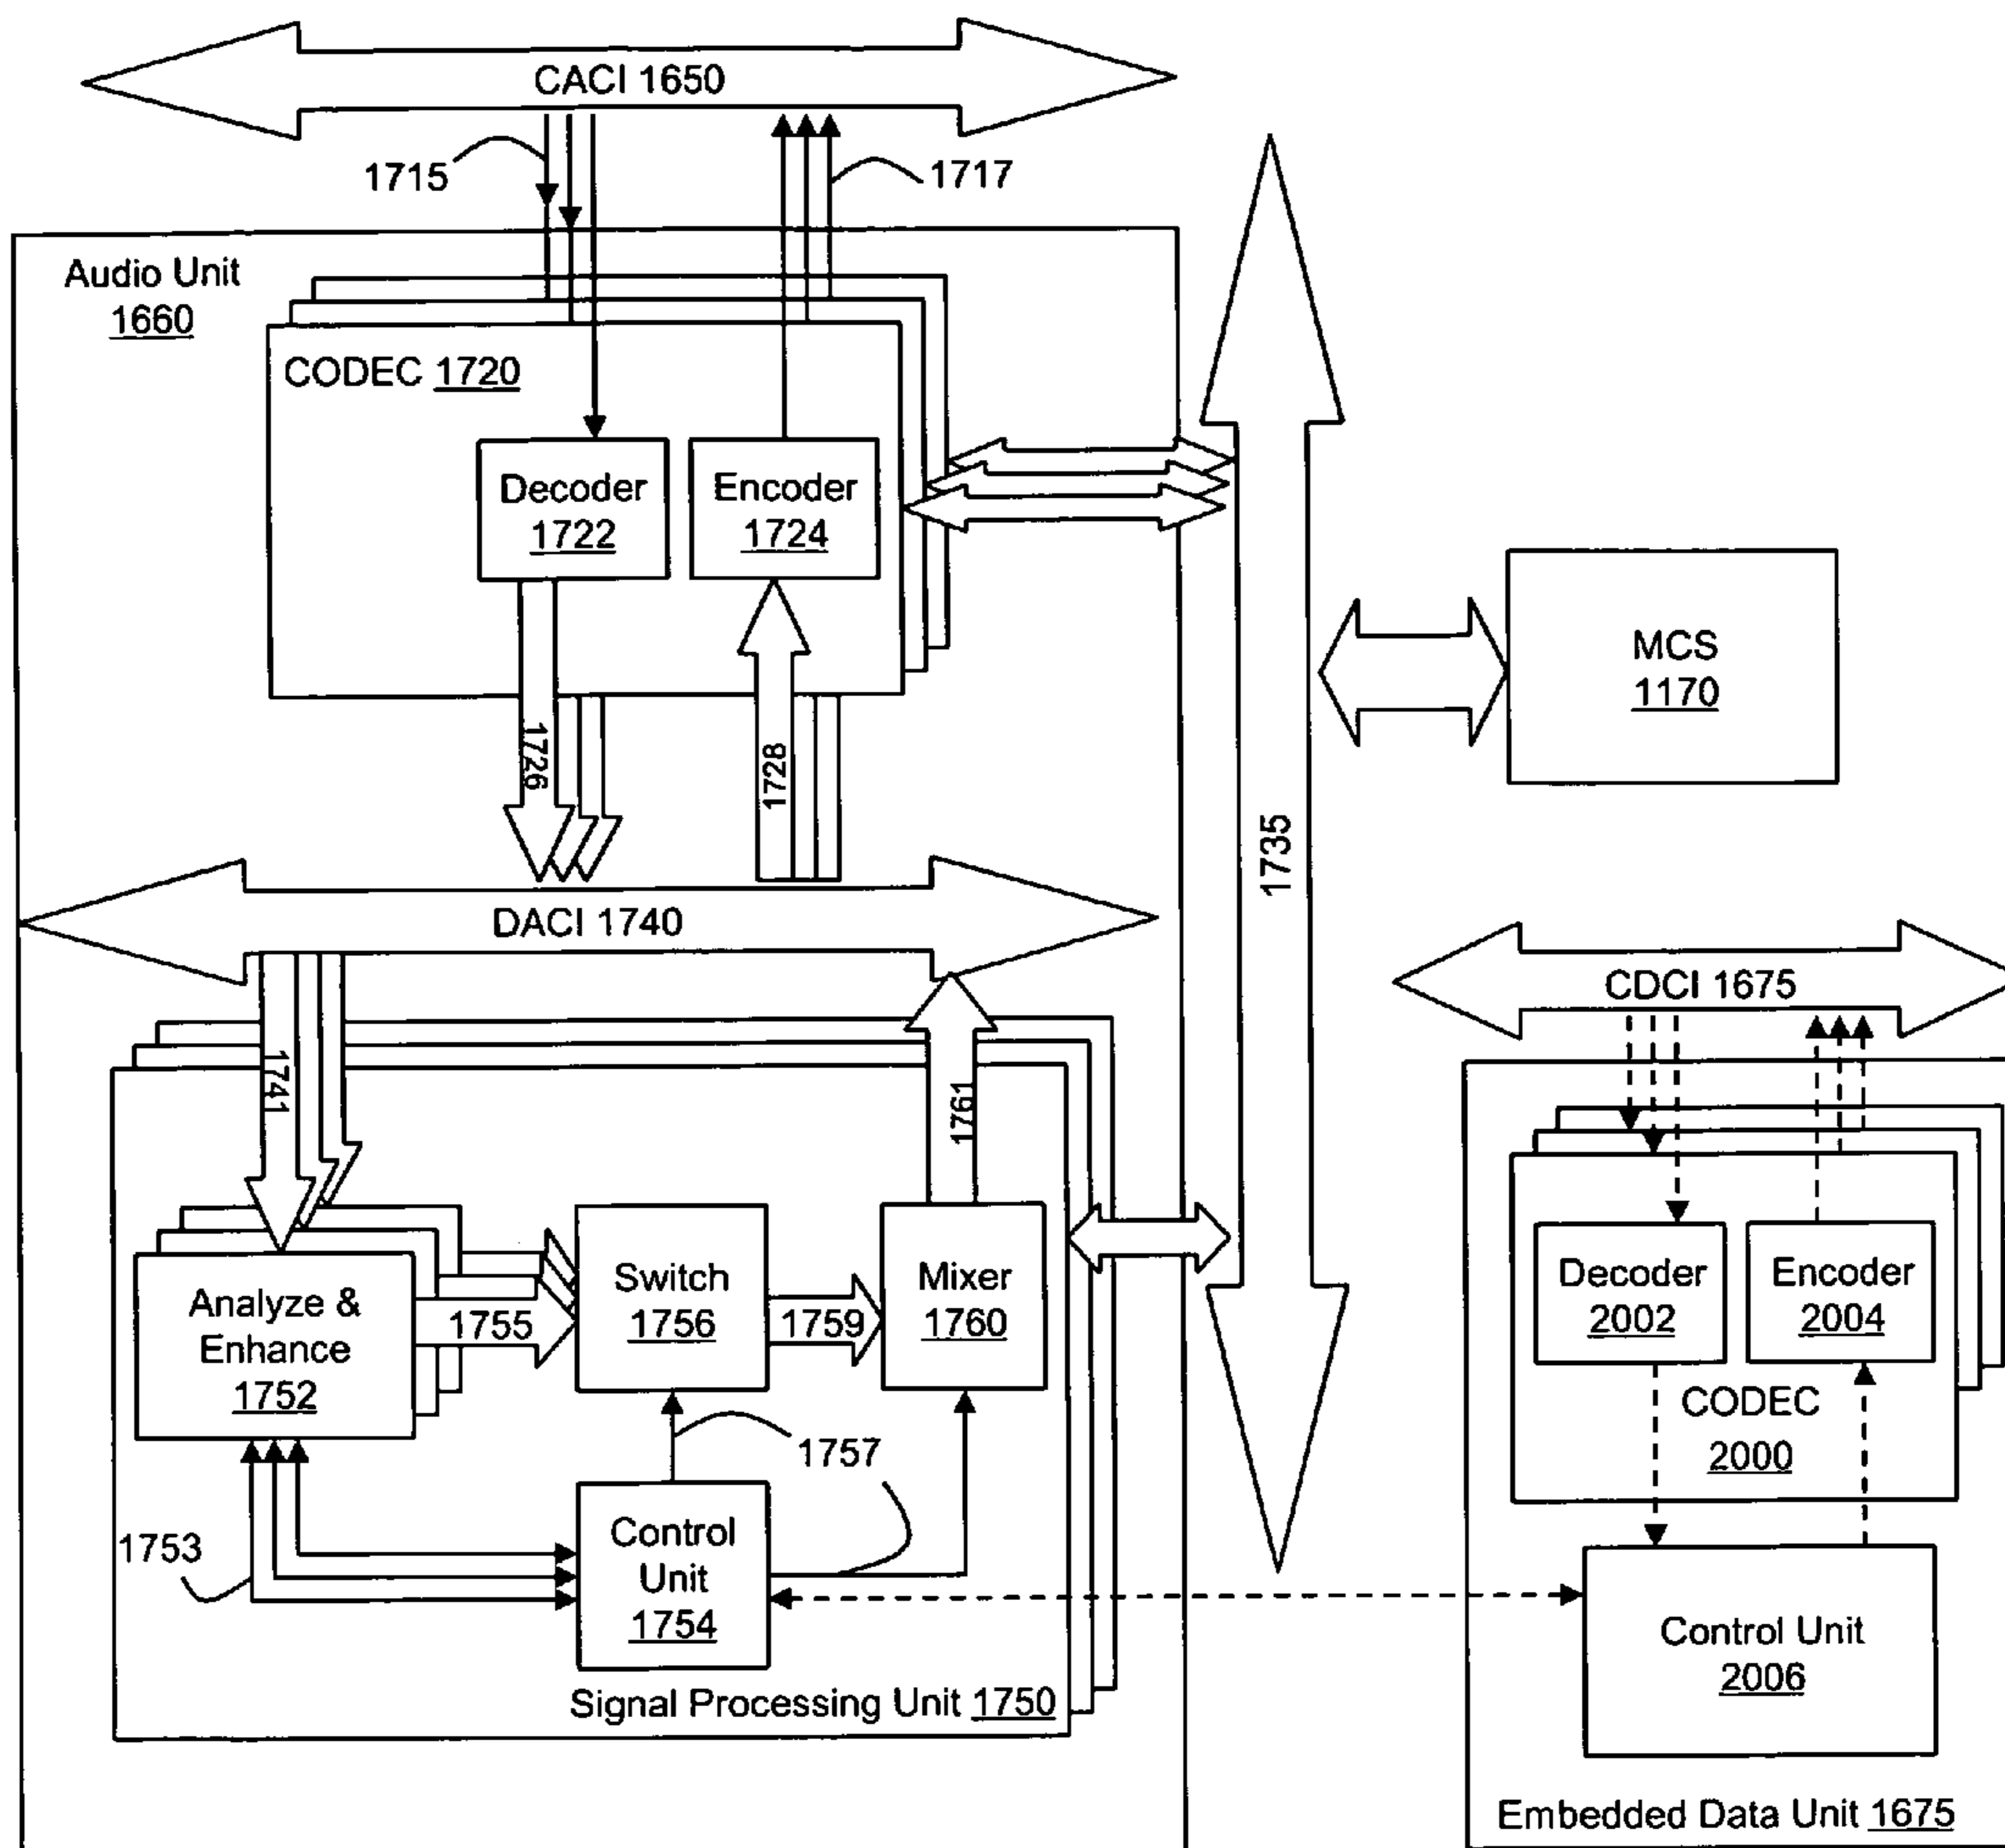 CACI 1650
1715
1717
Audio Unit
1660
CODEC 1720
Decoder
1722
Encoder
1724
1726
1728
MCS
1170
1735
DACI 1740
CDCI 1675
1741
1761
Analyze &
Enhance
1752
1755
Switch
1756
1759
Mixer
1760
Decoder
2002
Encoder
2004
CODEC
2000
1757
1753
Control
Unit
1754
Control Unit
2006
Signal Processing Unit 1750
Embedded Data Unit 1675